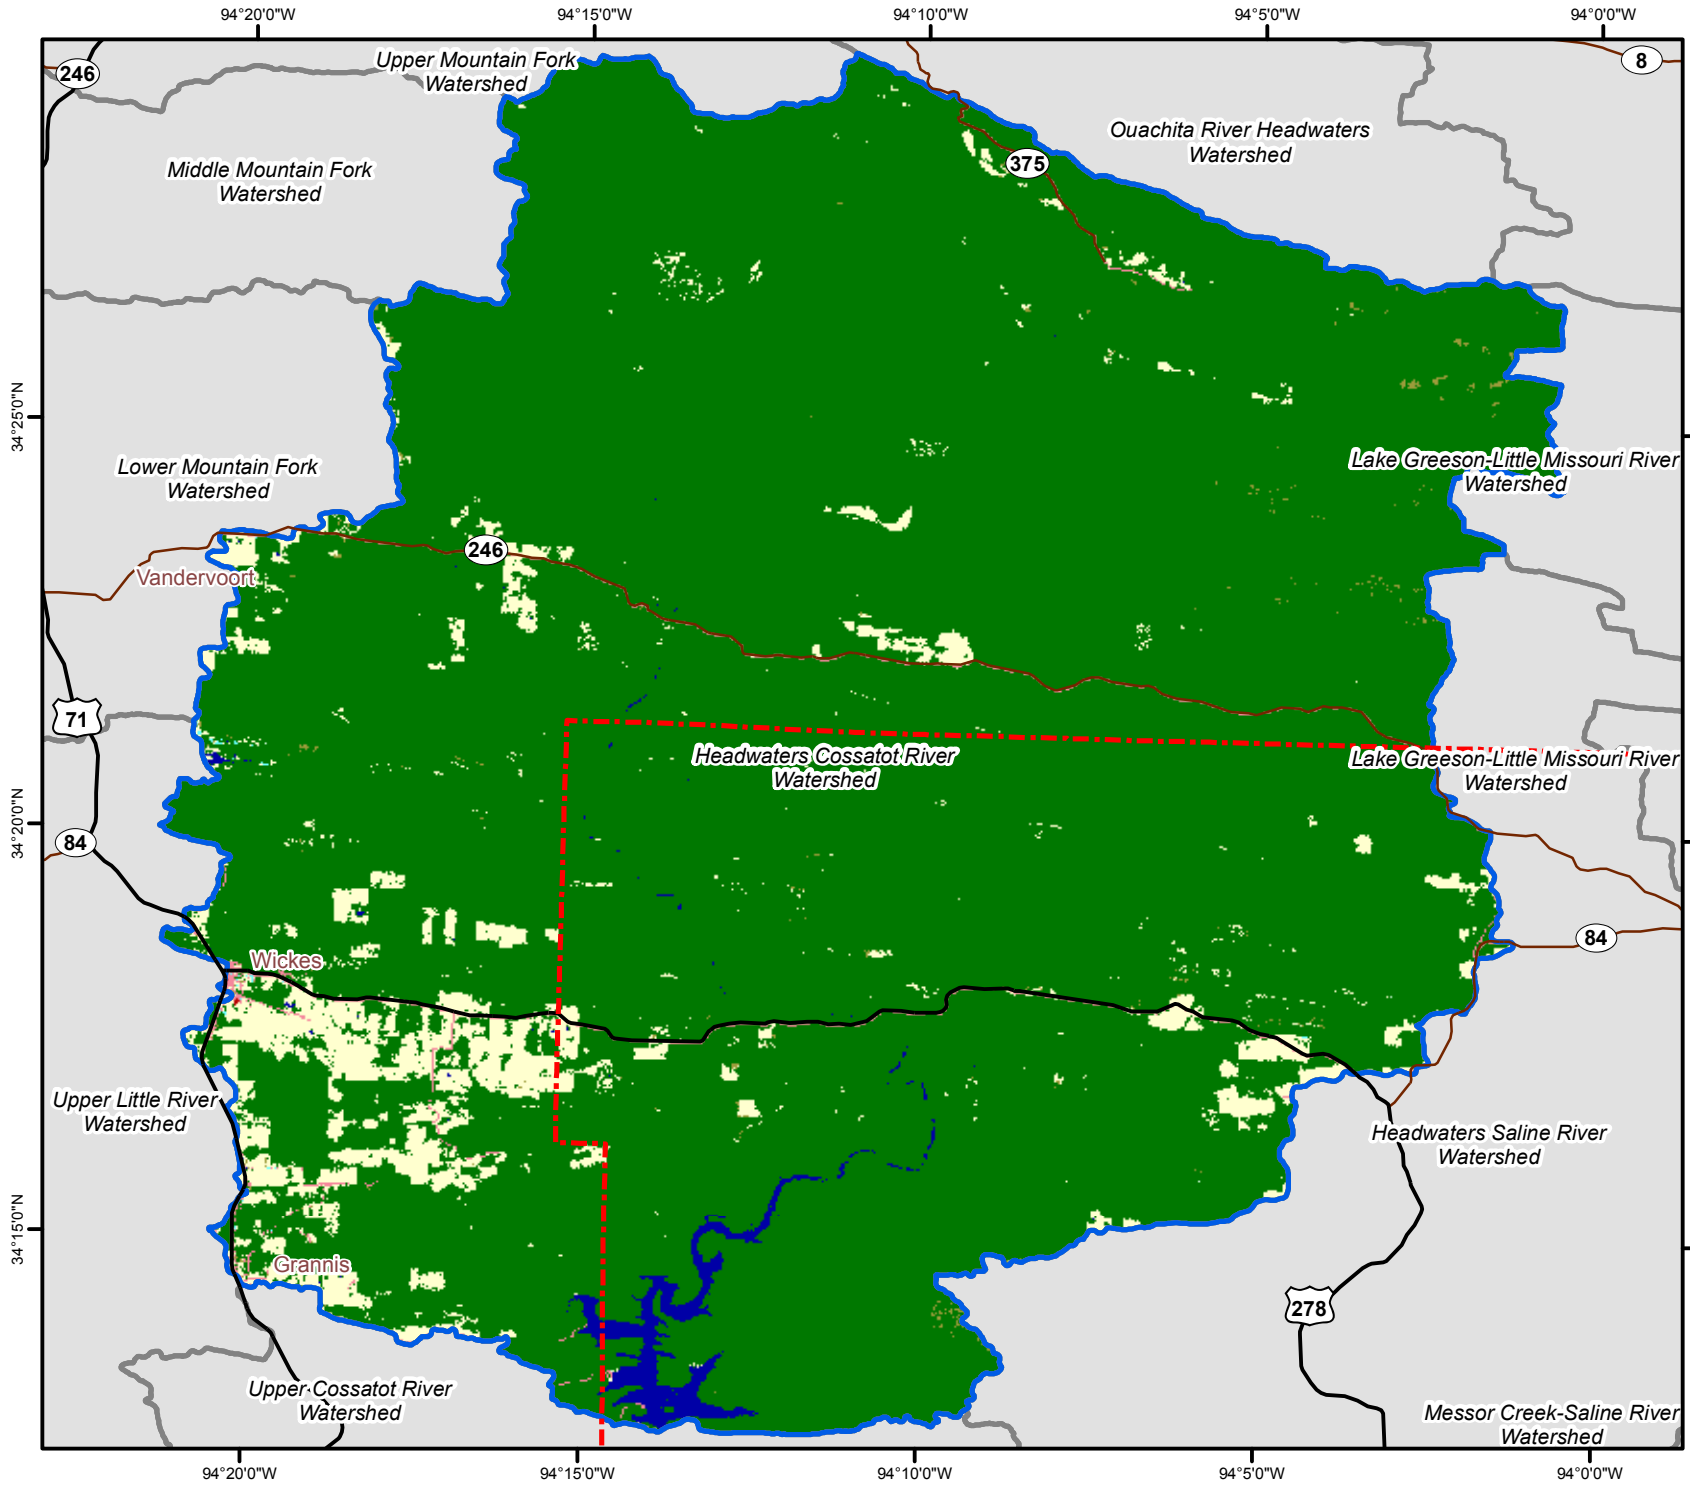 94°20'0"W
94°15'0"W
94°10'0"W
94°5'0"W
94°0'0"W
246
Upper Mountain Fork
Watershed
8
375
Ouachita River Headwaters
Watershed
Middle Mountain Fork
Watershed
34°25'0"N
Lower Mountain Fork
Watershed
Lake Greeson-Little Missouri River
Watershed
246
Vandervoort
71
Headwaters Cossatot River
Watershed
Lake Greeson-Little Missouri River
Watershed
34°20'0"N
84
84
Wickes
Upper Little River
Watershed
Headwaters Saline River
Watershed
34°15'0"N
Grannis
278
Upper Cossatot River
Watershed
Messor Creek-Saline River
Watershed
94°20'0"W
94°15'0"W
94°10'0"W
94°5'0"W
94°0'0"W